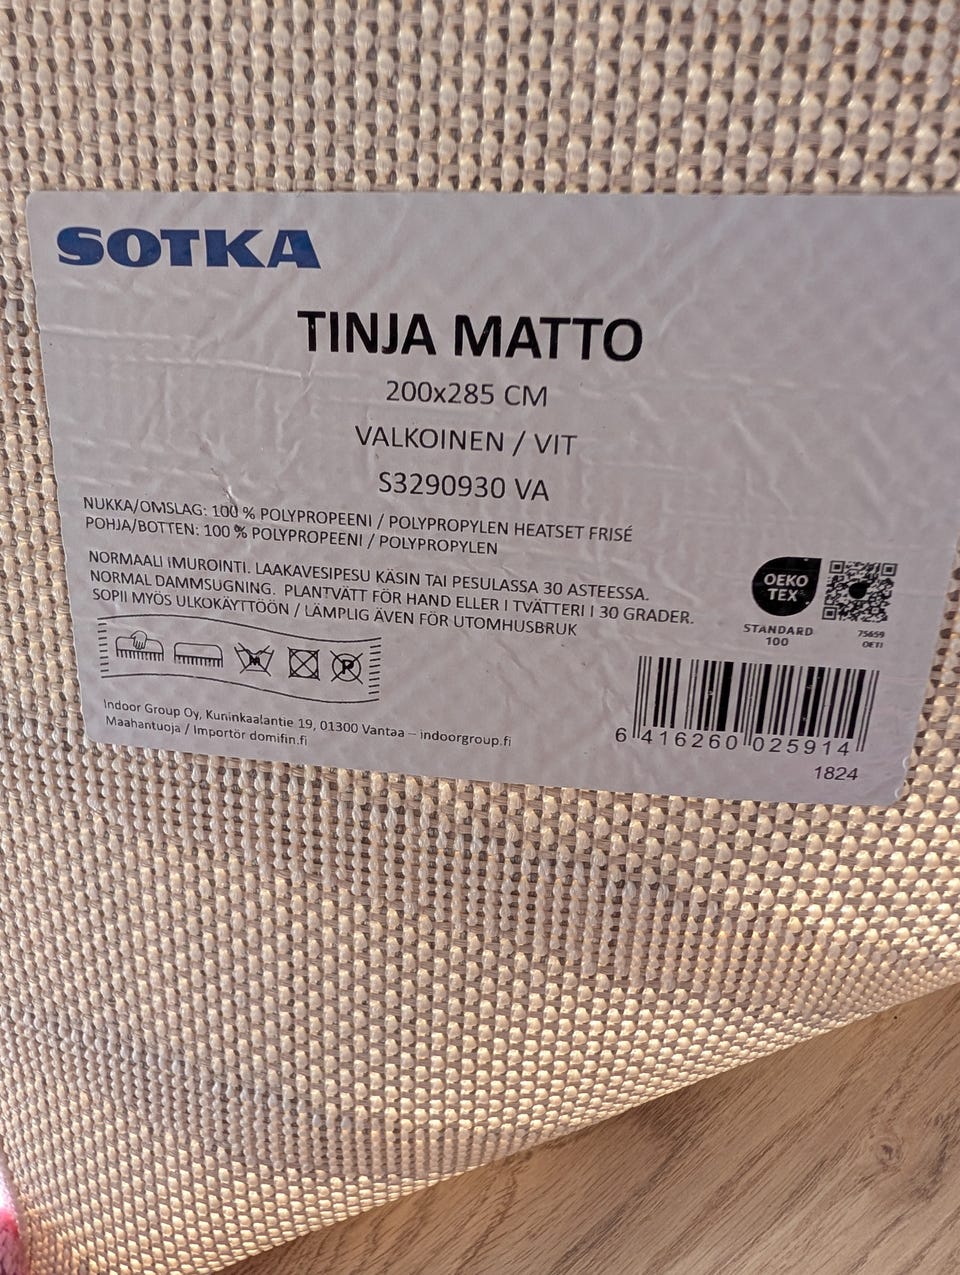 SOTKA
TINJA MATTO
200x285 CM
VALKOINEN / VIT
S3290930 VA
NUKKA/OMSLAG: 100 % POLYPROPEENI / POLYPROPYLEN HEATSET FRISÉ
POHJA/BOTTEN: 100 % POLYPROPEENI / POLYPROPYLEN
NORMAALI IMUROINTI. LAAKAVESIPESU KÄSIN TAI PESULASSA 30 ASTEESSA.
NORMAL DAMMSUGNING. PLANTVÄTT FÖR HAND ELLER I TVÄTTERI I 30 GRADER.
SOPII MYÖS ULKOKÄYTTÖÖN / LÄMPLIG ÄVEN FÖR UTOMHUSBRUK
OEKO
TEX
STANDARD
100
75659
OETI
M
P
Indoor Group Oy, Kuninkaalantie 19, 01300 Vantaa – indoorgroup.fi
Maahantuoja / Importör domifin.fi
6 416260 025914
1824